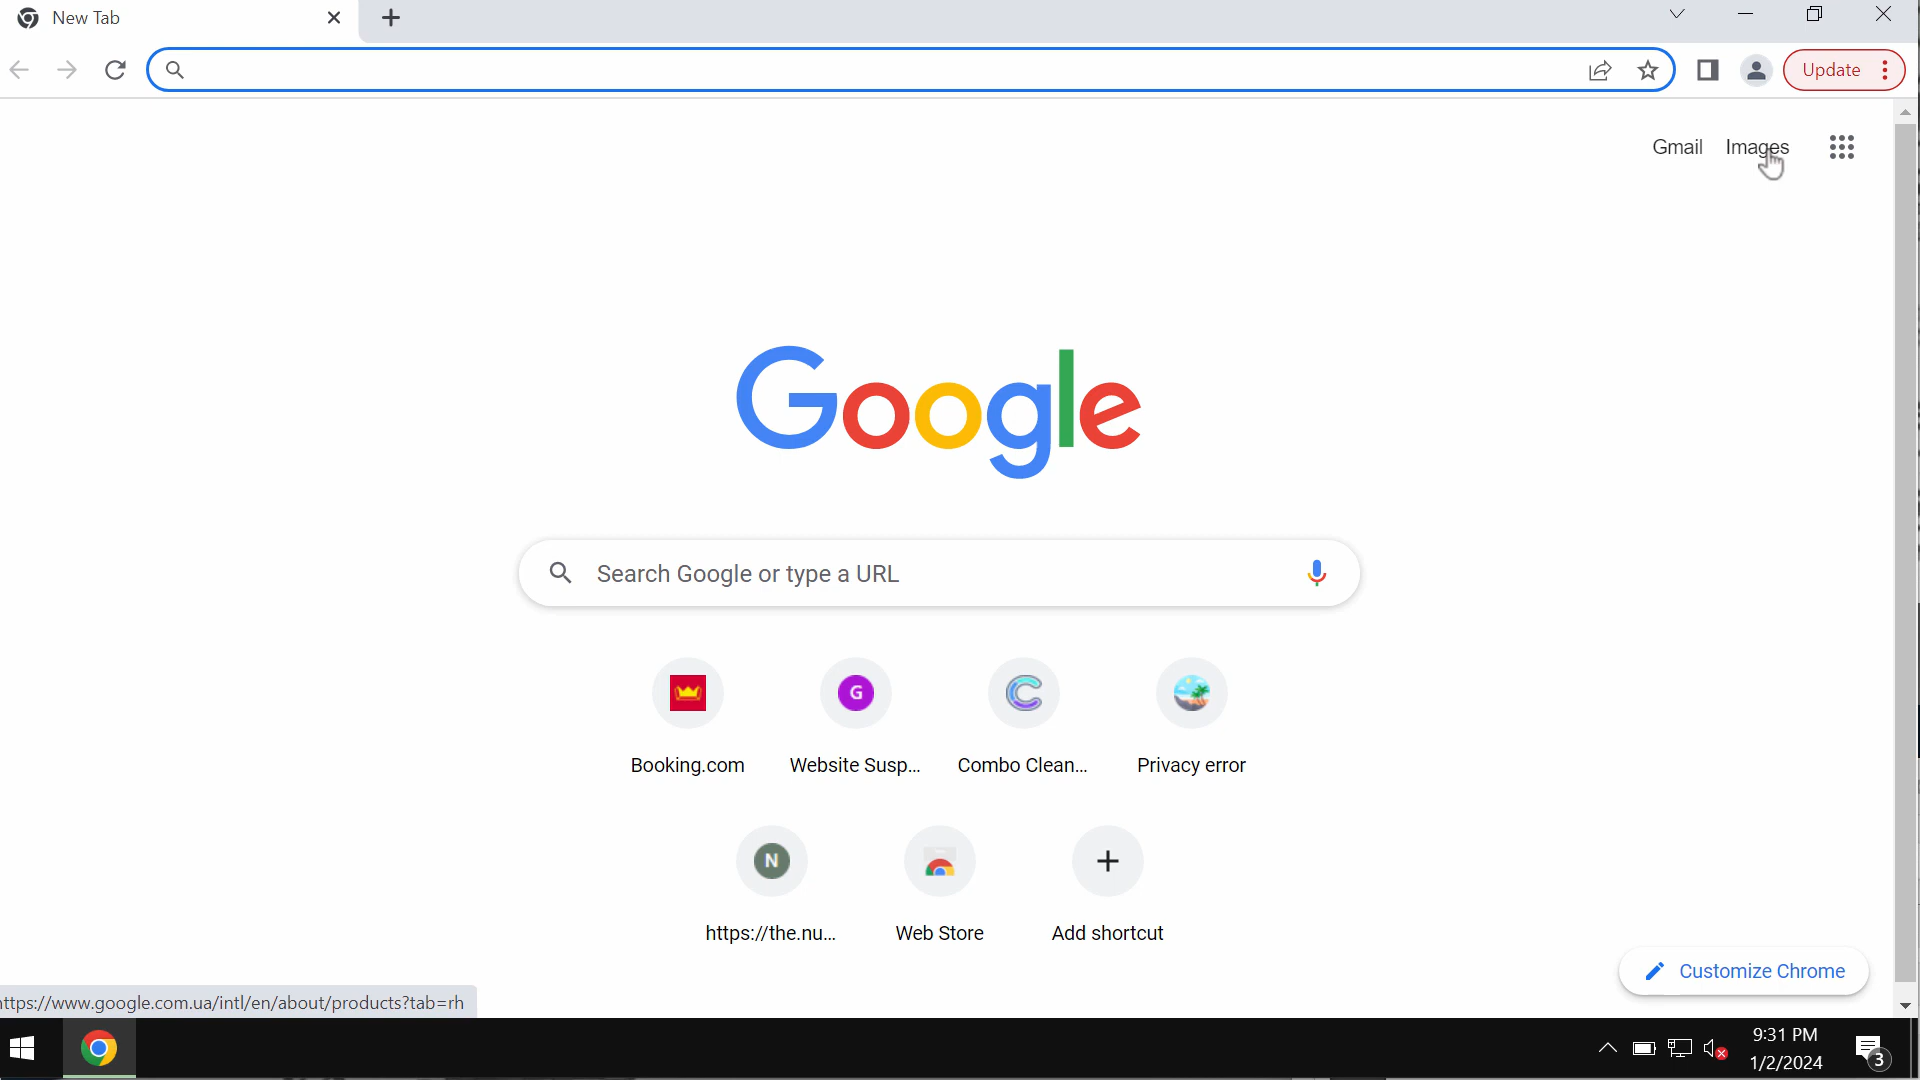 New Tab
Update
Gmail Images
Google
Search Google or type a URL
G
Booking.com Website Susp... Combo Clean... Privacy error
N
https://the.nu... Web Store Add shortcut
Customize Chrome
ttps://www.google.com.ua/intl/en/about/products?tab=rh
9:31 PM
1/2/2024
3